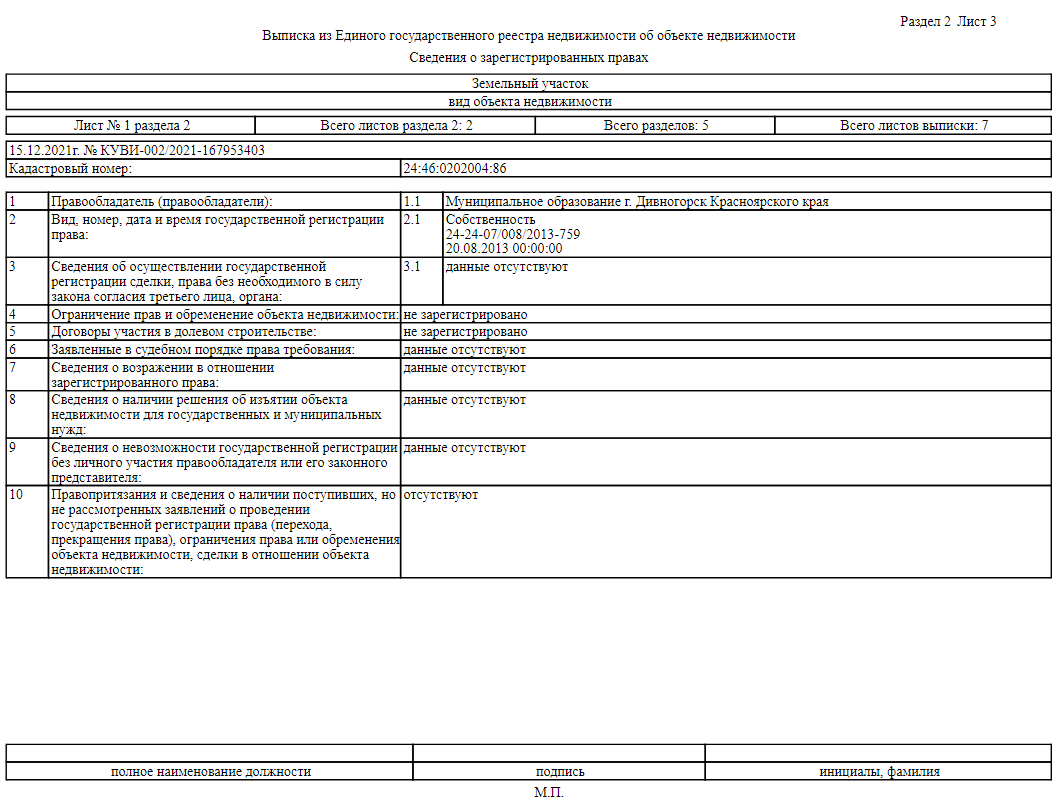 Раздел 2 Лист 3
Выписка из Единого государственного реестра недвижимости об объекте недвижимости
Сведения о зарегистрированных правах
Земельный участок
вид объекта недвижимости
Лист № 1 раздела 2 Всего листов раздела 2: 2 Всего разделов: 5 Всего листов выписки: 7
15.12.2021г. № КУВИ-002/2021-167953403
Кадастровый номер: 24:46:0202004:86
1 Правообладатель (правообладатели): 1.1 Муниципальное образование г. Дивногорск Красноярского края
2 Вид, номер, дата и время государственной регистрации
права:
2.1 Собственность
24-24-07/008/2013-759
20.08.2013 00:00:00
3 Сведения об осуществлении государственной
регистрации сделки, права без необходимого в силу
закона согласия третьего лица, органа:
3.1 данные отсутствуют
4 Ограничение прав и обременение объекта недвижимости: не зарегистрировано
5 Договоры участия в долевом строительстве: не зарегистрировано
6 Заявленные в судебном порядке права требования: данные отсутствуют
7 Сведения о возражении в отношении
зарегистрированного права:
данные отсутствуют
8 Сведения о наличии решения об изъятии объекта
недвижимости для государственных и муниципальных
нужд:
данные отсутствуют
9 Сведения о невозможности государственной регистрации
без личного участия правообладателя или его законного
представителя:
данные отсутствуют
10 Правопритязания и сведения о наличии поступивших, но
не рассмотренных заявлений о проведении
государственной регистрации права (перехода,
прекращения права), ограничения права или обременения
объекта недвижимости, сделки в отношении объекта
недвижимости:
отсутствуют
полное наименование должности подпись инициалы, фамилия
М.П.